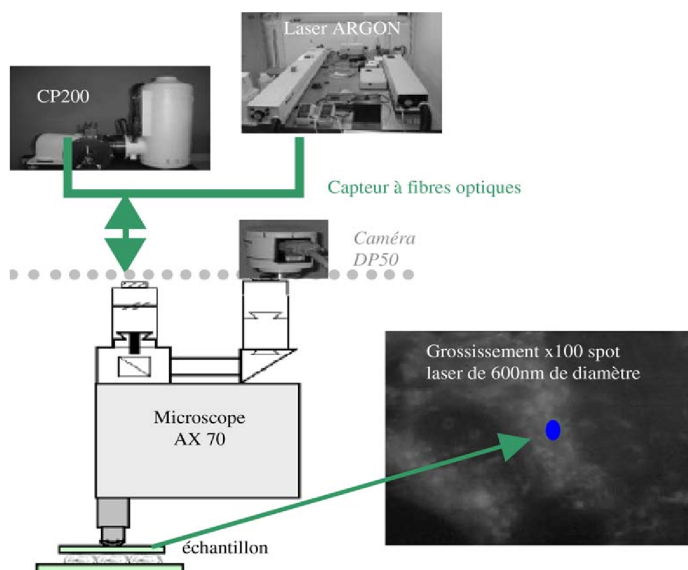 Laser ARGON
CP200
Capteur à fibres optiques
Caméra
DP50
Grossissement x100 spot
laser de 600nm de diamètre
Microscope
AX 70
échantillon